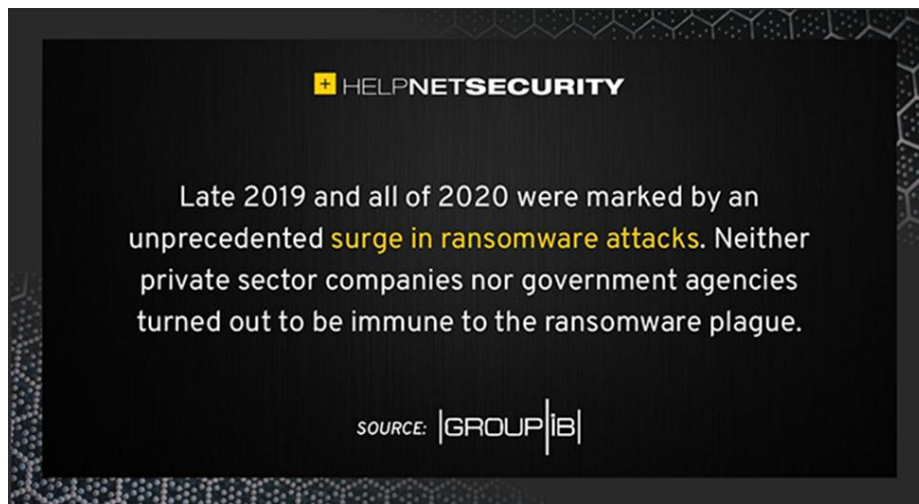 + HELPNETSECURITY
Late 2019 and all of 2020 were marked by an
unprecedented surge in ransomware attacks. Neither
private sector companies nor government agencies
turned out to be immune to the ransomware plague.
SOURCE: |GROUP|iB|